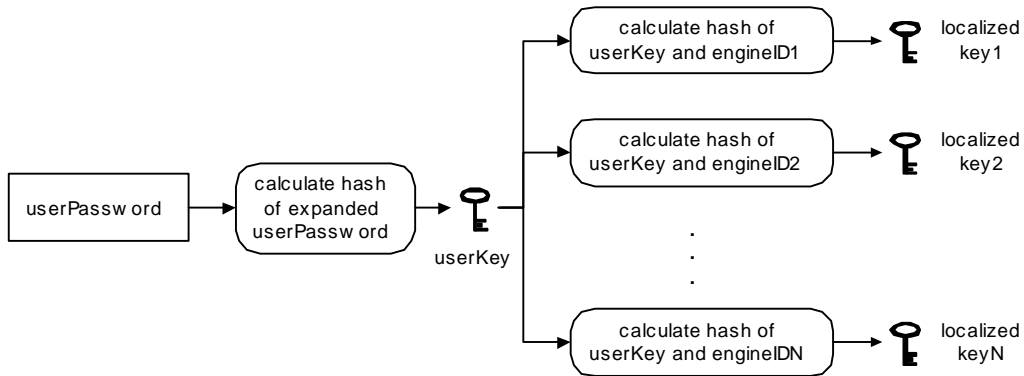 calculate hash of
userKey and engineID1
localized
key1
calculate hash of
userKey and engineID2
localized
key2
userPassw ord
calculate hash
of expanded
userPassw ord
userKey
.
.
.
calculate hash of
userKey and engineIDN
localized
keyN